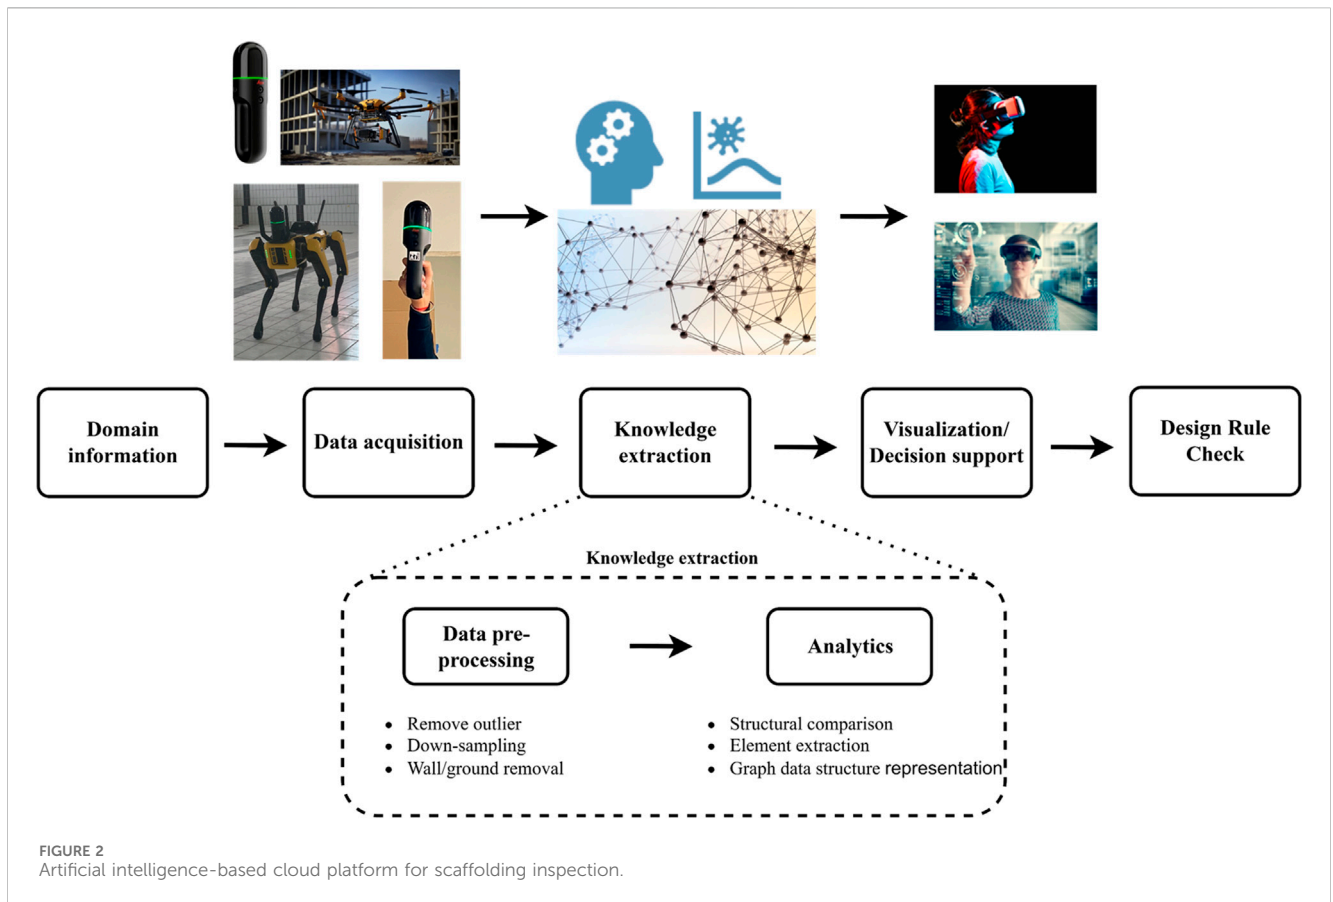 Domain
information
Data acquisition
Knowledge
extraction
Visualization/
Decision support
Design Rule
Check
Knowledge extraction
Data pre-
processing
Analytics
• Remove outlier
• Down-sampling
• Wall/ground removal
• Structural comparison
• Element extraction
• Graph data structure representation
FIGURE 2
Artificial intelligence-based cloud platform for scaffolding inspection.